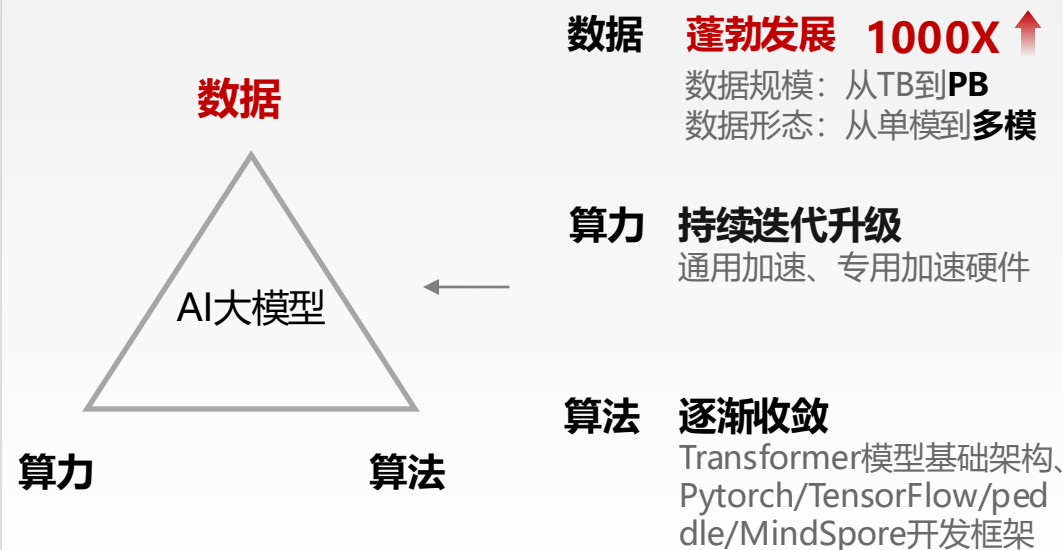 数据
AI大模型
算力
算法
数据 蓬勃发展 1000X
数据规模：从TB到PB
数据形态：从单模到多模
算力 持续迭代升级
通用加速、专用加速硬件
算法 逐渐收敛
Transformer模型基础架构、
Pytorch/TensorFlow/ped
dle/MindSpore开发框架